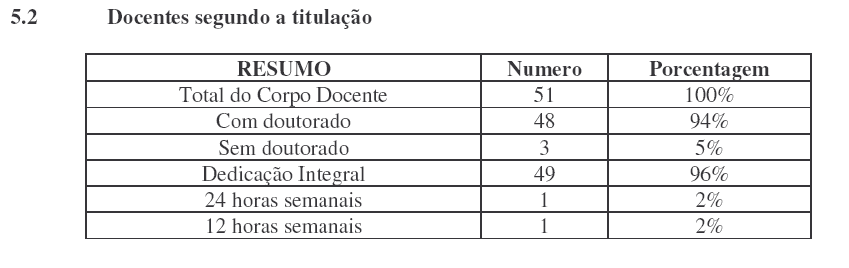 5.2 Docentes segundo a titulação
RESUMO Numero Porcentagem
Total do Corpo Docente 51 100%
Com doutorado 48 94%
Sem doutorado 3 5%
Dedicação Integral 49 96%
24 horas semanais 1 2%
12 horas semanais 1 2%